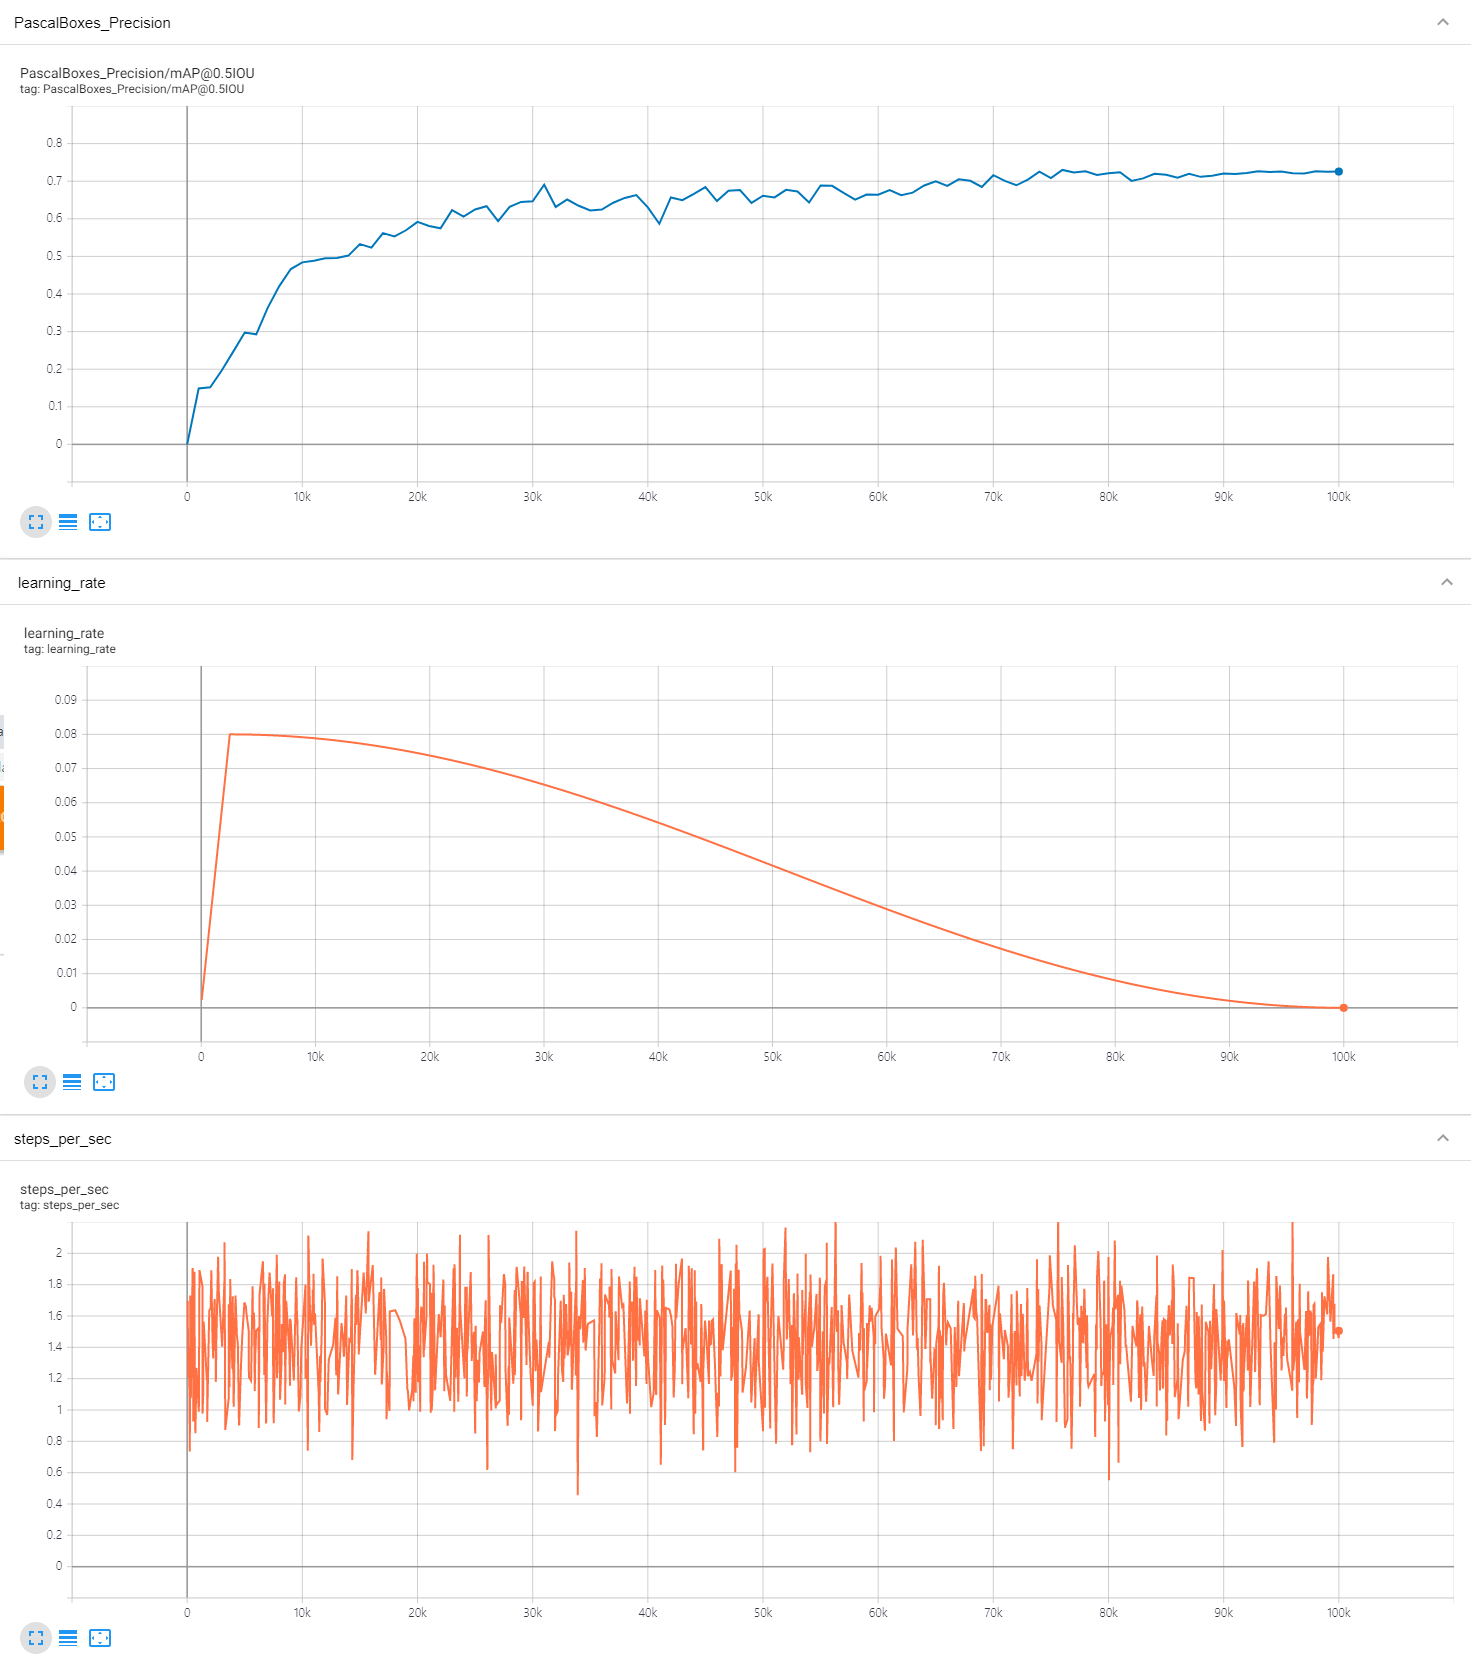 PascalBoxes_Precision
PascalBoxes_Precision/mAP@0.5IOU
tag: PascalBoxes_Precision/mAP@0.5IOU
0.8
0.7
0.6
0.5
0.4
0.3
0.2
0.1
0
0 10k 20k 30k 40k 50k 60k 70k 80k 90k 100k
learning_rate
learning_rate
tag: learning_rate
0.09
0.08
0.07
0.06
0.05
0.04
0.03
0.02
0.01
0
0 10k 20k 30k 40k 50k 60k 70k 80k 90k 100k
steps_per_sec
steps_per_sec
tag: steps_per_sec
2
1.8
1.6
1.4
1.2
1
0.8
0.6
0.4
0.2
0
0 10k 20k 30k 40k 50k 60k 70k 80k 90k 100k